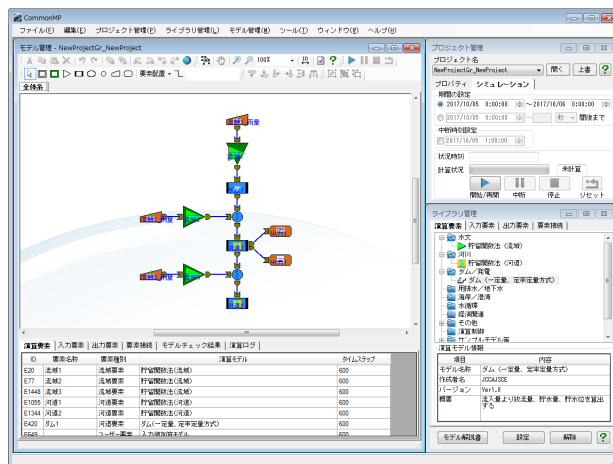 CommonMP
ファイル(F) 編集(E) プロジェクト管理(P) ライブラリ管理(L) モデル管理(M) ツール(T) ウィンドウ(W) ヘルプ(H)
モデル管理 - NewProjectGr_NewProject
100%
要素配置
全体系
演算要素 入力要素 出力要素 要素接続 モデルチェック結果 演算ログ
ID 要素名称 要素種別 演算モデル タイムステップ
E20 流域1 流域要素 貯留関数法(流域) 600
E77 流域2 流域要素 貯留関数法(流域) 600
E1448 流域3 流域要素 貯留関数法(流域) 600
E1055 河道1 河道要素 貯留関数法(河道) 600
E1344 河道2 河道要素 貯留関数法(河道) 600
E420 ダム1 河道要素 ダム(一定量、定率定量方式) 600
E649 ユーザー要素 入力値加算モデル 600
プロジェクト管理
プロジェクト名
NewProjectGr_NewProject 開く 上書 ?
プロパティ シミュレーション
期間の設定
2017/10/05 0:00:00 ～ 2017/10/06 0:00:00
2017/10/05 0:00:00 ～ 秒 間後まで
中断時刻設定
2017/10/05 1:00:00
状況時刻
計算状況 未計算
開始/再開 中断 停止 リセット
ライブラリ管理
演算要素 入力要素 出力要素 要素接続
水文
貯留関数法(流域)
河川
貯留関数法(河道)
ダム/発電
ダム (一定量、定率定量方式)
用排水/地下水
海岸/港湾
水循環
経済関連
その他
演算制御
サンプルモデル等
演算モデル情報
項目 内容
モデル名称 ダム (一定量、定率定量方式)
作成者名 JCCAJSCE
バージョン Ver1.0
概要 流入量より放流量、貯水量、貯水位を算出する
モデル解説書 設定 解除 ?